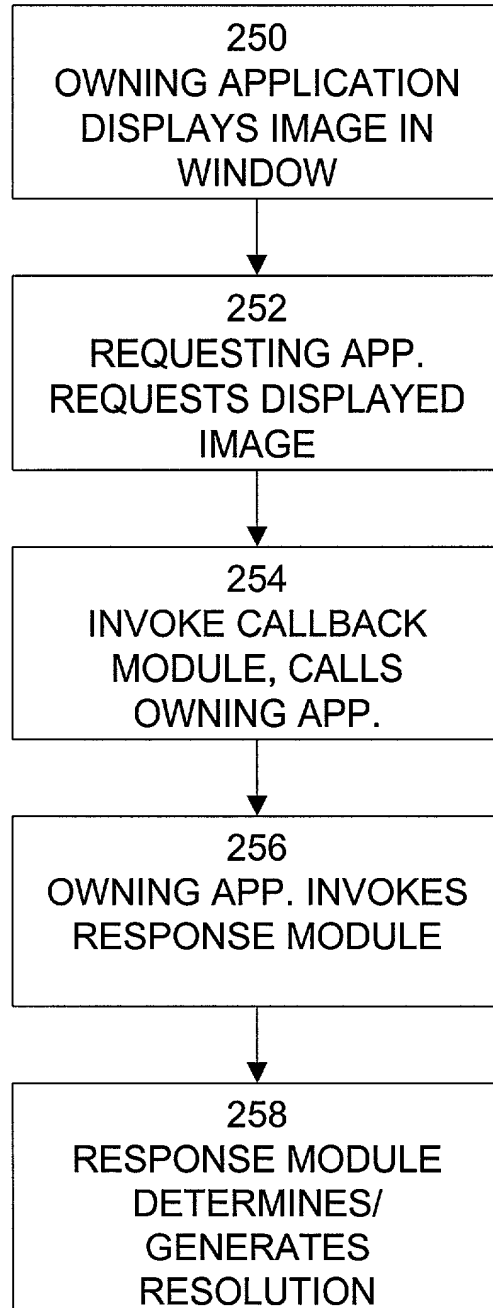 250
OWNING APPLICATION
DISPLAYS IMAGE IN
WINDOW
252
REQUESTING APP.
REQUESTS DISPLAYED
IMAGE
254
INVOKE CALLBACK
MODULE, CALLS
OWNING APP.
256
OWNING APP. INVOKES
RESPONSE MODULE
258
RESPONSE MODULE
DETERMINES/
GENERATES
RESOLUTION